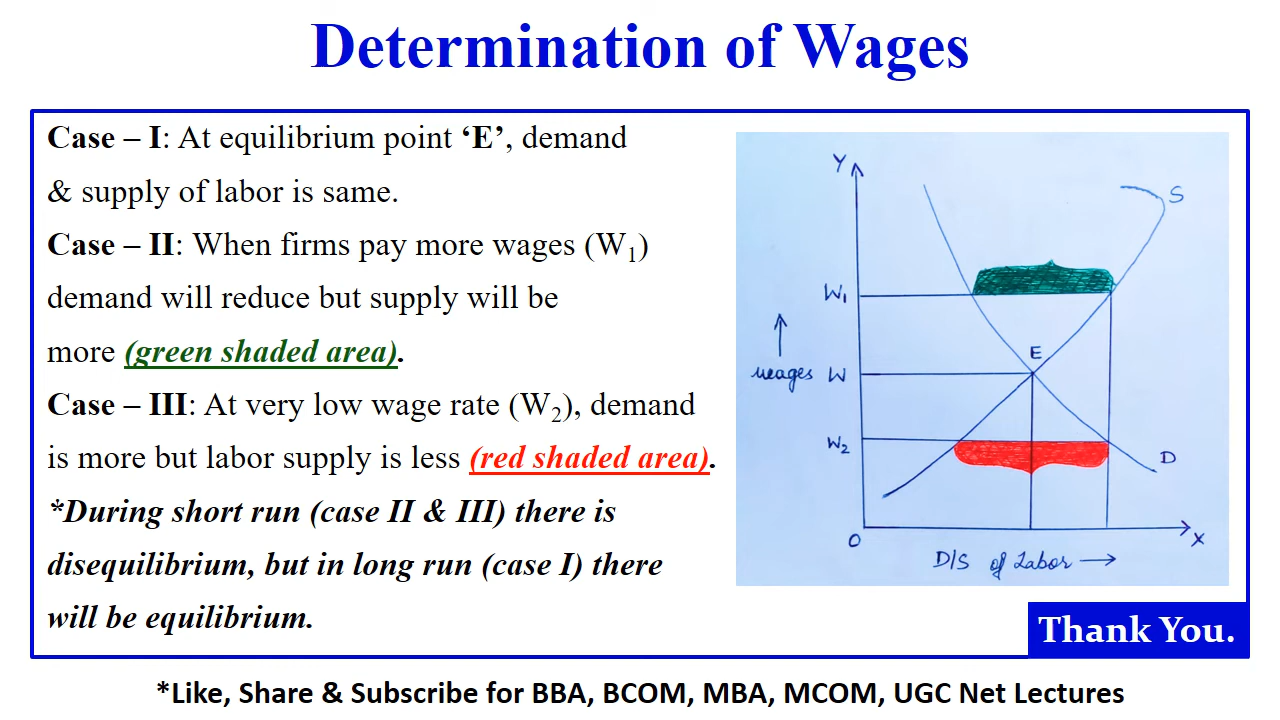 Determination of Wages
Case – I: At equilibrium point ‘E’, demand
& supply of labor is same.
Case – II: When firms pay more wages (W₁)
demand will reduce but supply will be
more (green shaded area).
Case – III: At very low wage rate (W₂), demand
is more but labor supply is less (red shaded area).
*During short run (case II & III) there is
disequilibrium, but in long run (case I) there
will be equilibrium.
Y
S
W₁
E
wages W
W₂
D
O
X
D/S of Labor
Thank You.
*Like, Share & Subscribe for BBA, BCOM, MBA, MCOM, UGC Net Lectures